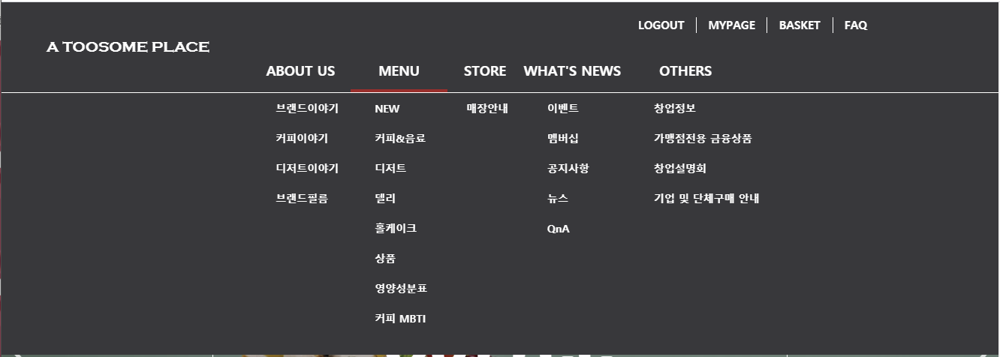 LOGOUT MYPAGE BASKET FAQ
A TOOSOME PLACE
ABOUT US MENU STORE WHAT'S NEWS OTHERS
브랜드이야기 NEW 매장안내 이벤트 창업정보
커피이야기 커피&음료 멤버십 가맹점전용 금융상품
디저트이야기 디저트 공지사항 창업설명회
브랜드필름 델리 뉴스 기업 및 단체구매 안내
홀케이크 QnA
상품
영양성분표
커피 MBTI